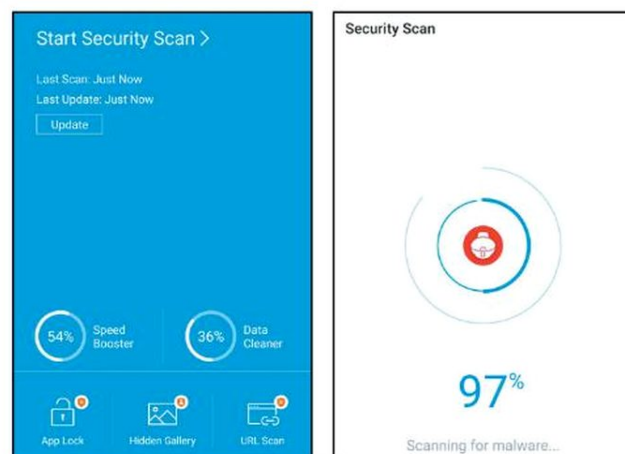 Start Security Scan >
Last Scan: Just Now
Last Update: Just Now
Update
54%
Speed
Booster
36%
Data
Cleaner
App Lock
Hidden Gallery
URL Scan
Security Scan
97%
Scanning for malware...